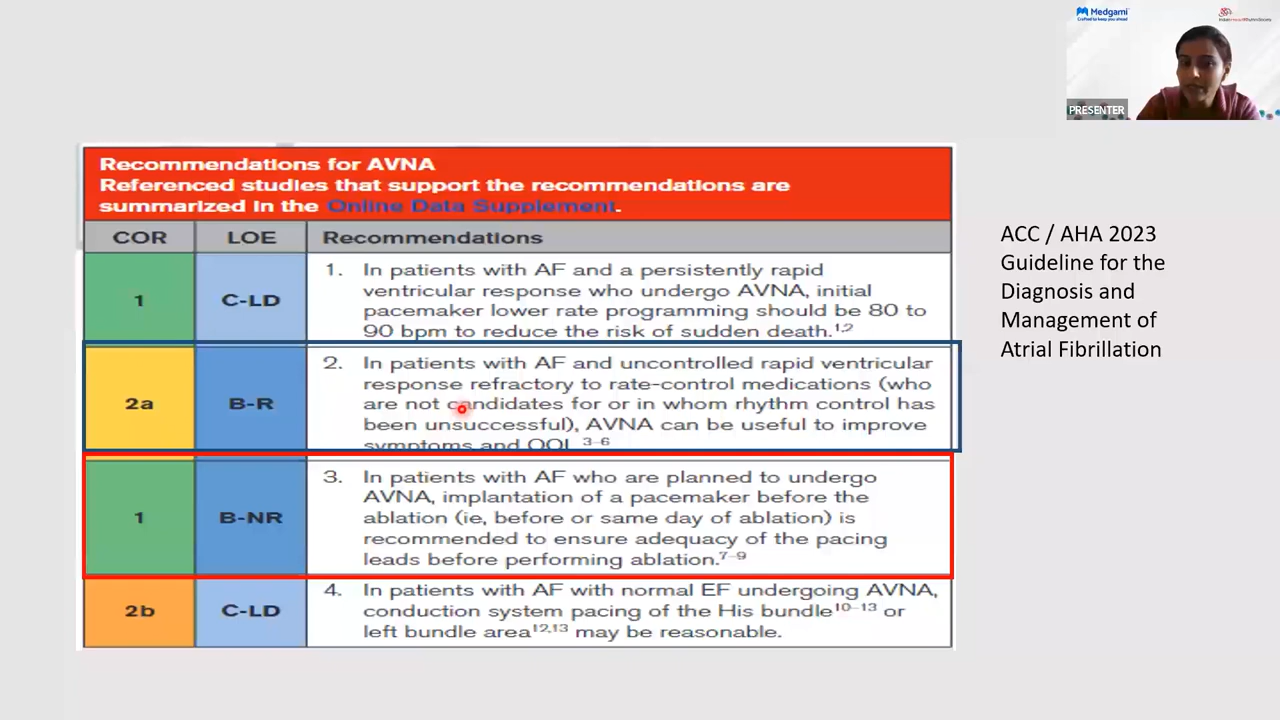 Medgami
Crafted to keep you ahead
PRESENTER
Recommendations for AVNA
Referenced studies that support the recommendations are
summarized in the Online Data Supplement.
COR LOE Recommendations
1 C-LD 1. In patients with AF and a persistently rapid
ventricular response who undergo AVNA, initial
pacemaker lower rate programming should be 80 to
90 bpm to reduce the risk of sudden death.1,2
2a B-R 2. In patients with AF and uncontrolled rapid ventricular
response refractory to rate-control medications (who
are not candidates for or in whom rhythm control has
been unsuccessful), AVNA can be useful to improve
symptoms and QOL.3–6
1 B-NR 3. In patients with AF who are planned to undergo
AVNA, implantation of a pacemaker before the
ablation (ie, before or same day of ablation) is
recommended to ensure adequacy of the pacing
leads before performing ablation.7–9
2b C-LD 4. In patients with AF with normal EF undergoing AVNA,
conduction system pacing of the His bundle10–13 or
left bundle area12,13 may be reasonable.
ACC / AHA 2023
Guideline for the
Diagnosis and
Management of
Atrial Fibrillation